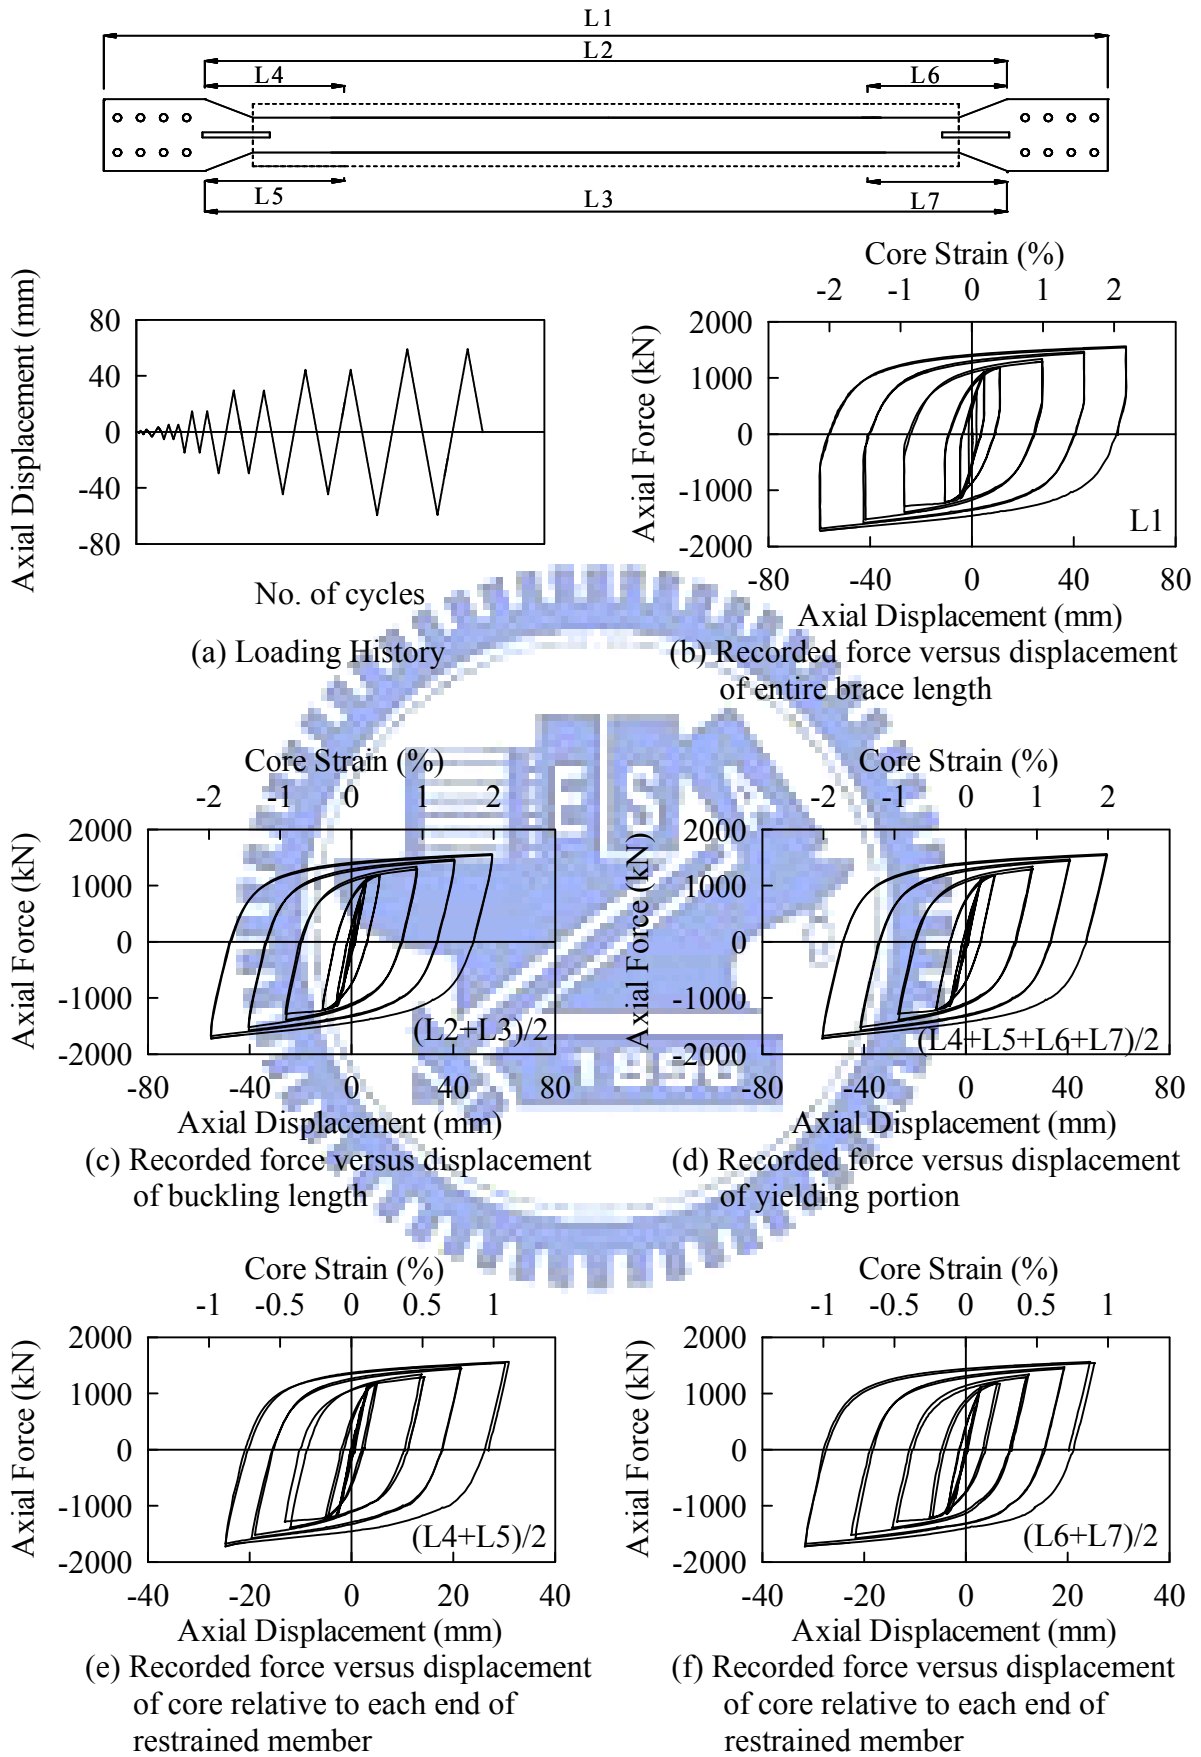 L1
L2
L4
L6
L5
L3
L7
Axial Displacement (mm)
80
40
0
-40
-80
No. of cycles
(a) Loading History
Core Strain (%)
-2 -1 0 1 2
Axial Force (kN)
2000
1000
0
-1000
-2000
L1
-80 -40 0 40 80
Axial Displacement (mm)
(b) Recorded force versus displacement
of entire brace length
Core Strain (%)
-2 -1 0 1 2
Axial Force (kN)
2000
1000
0
-1000
-2000
(L2+L3)/2
-80 -40 0 40 80
Axial Displacement (mm)
(c) Recorded force versus displacement
of buckling length
Core Strain (%)
-2 -1 0 1 2
Axial Force (kN)
2000
1000
0
-1000
-2000
(L4+L5+L6+L7)/2
-80 -40 0 40 80
Axial Displacement (mm)
(d) Recorded force versus displacement
of yielding portion
ESA
1896
Core Strain (%)
-1 -0.5 0 0.5 1
Axial Force (kN)
2000
1000
0
-1000
-2000
(L4+L5)/2
-40 -20 0 20 40
Axial Displacement (mm)
(e) Recorded force versus displacement
of core relative to each end of
restrained member
Core Strain (%)
-1 -0.5 0 0.5 1
Axial Force (kN)
2000
1000
0
-1000
-2000
(L6+L7)/2
-40 -20 0 20 40
Axial Displacement (mm)
(f) Recorded force versus displacement
of core relative to each end of
restrained member